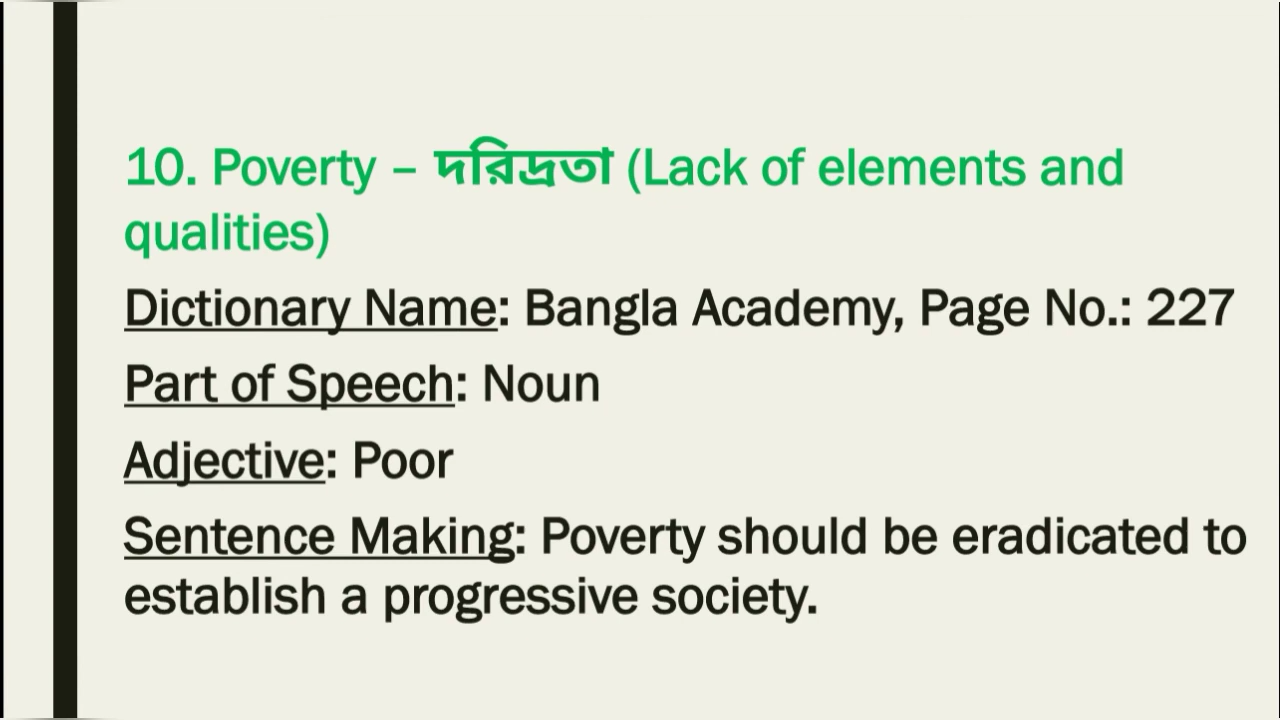 10. Poverty – দরিদ্রতা (Lack of elements and
qualities)
Dictionary Name: Bangla Academy, Page No.: 227
Part of Speech: Noun
Adjective: Poor
Sentence Making: Poverty should be eradicated to
establish a progressive society.